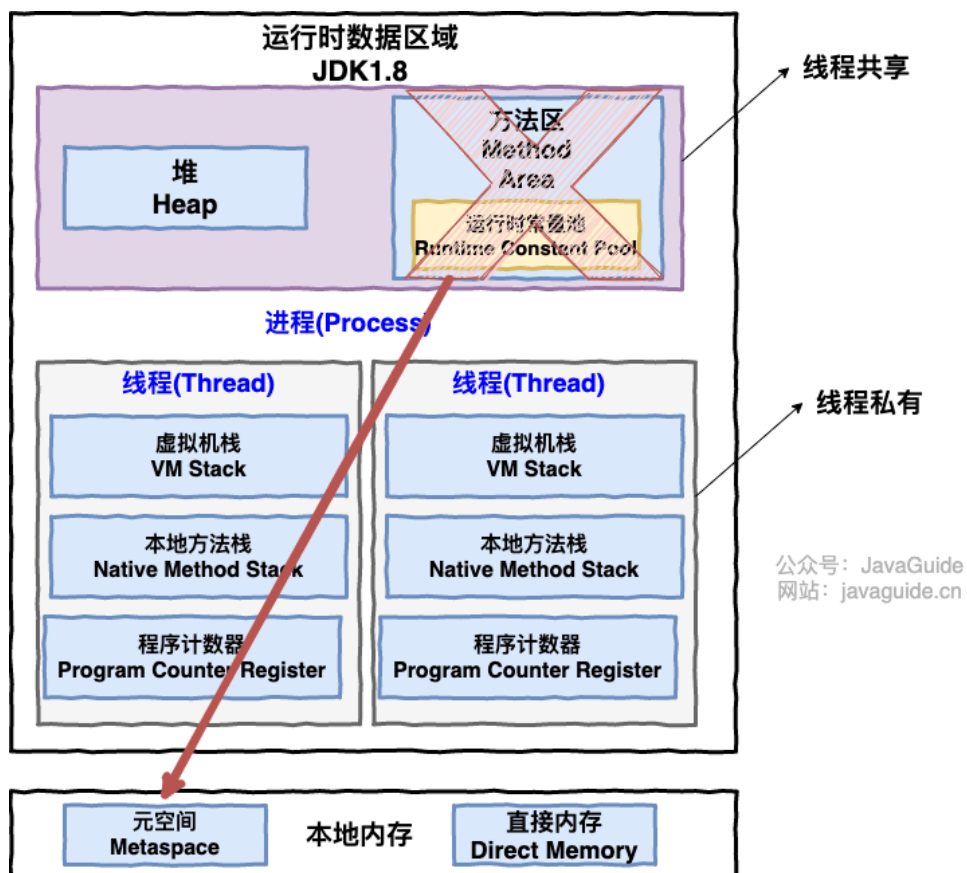 运行时数据区域
JDK1.8
线程共享
堆
Heap
方法区
Method
Area
运行时常量池
Runtime Constant Pool
进程(Process)
线程(Thread)
虚拟机栈
VM Stack
本地方法栈
Native Method Stack
程序计数器
Program Counter Register
线程(Thread)
虚拟机栈
VM Stack
本地方法栈
Native Method Stack
程序计数器
Program Counter Register
线程私有
公众号：JavaGuide
网站：javaguide.cn
元空间
Metaspace
本地内存
直接内存
Direct Memory